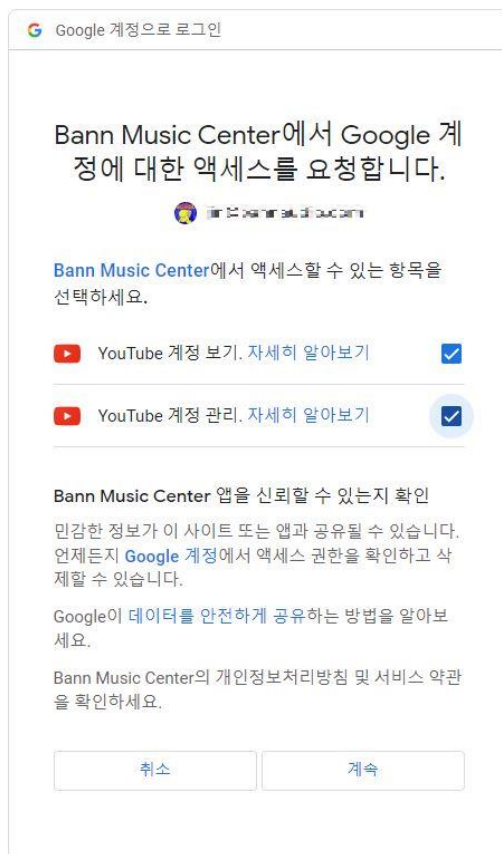 Google 계정으로 로그인
Bann Music Center에서 Google 계
정에 대한 액세스를 요청합니다.
Bann Music Center에서 액세스할 수 있는 항목을
선택하세요.
YouTube 계정 보기. 자세히 알아보기
YouTube 계정 관리. 자세히 알아보기
Bann Music Center 앱을 신뢰할 수 있는지 확인
민감한 정보가 이 사이트 또는 앱과 공유될 수 있습니다.
언제든지 Google 계정에서 액세스 권한을 확인하고 삭
제할 수 있습니다.
Google이 데이터를 안전하게 공유하는 방법을 알아보
세요.
Bann Music Center의 개인정보처리방침 및 서비스 약관
을 확인하세요.
취소 계속